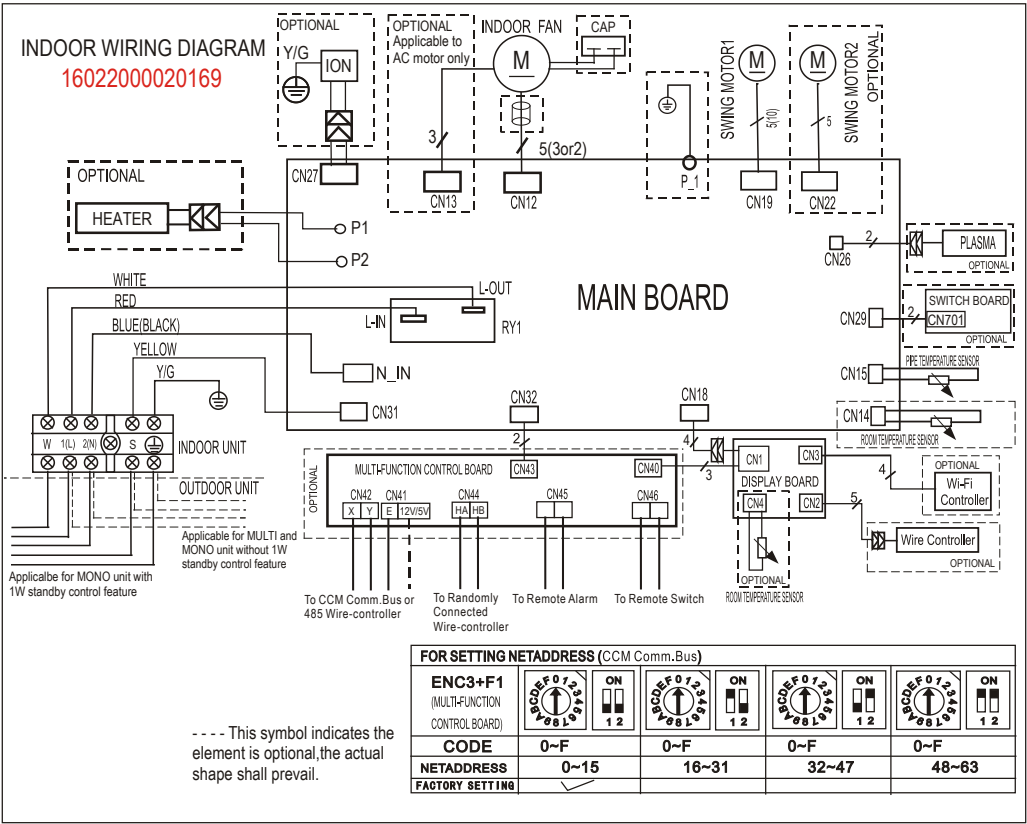 INDOOR WIRING DIAGRAM
16022000020169
OPTIONAL
Y/G
ION
CN27
OPTIONAL
Applicable to
AC motor only
3
CN13
INDOOR FAN
M
CAP
5(3or2)
CN12
P_1
SWING MOTOR1
M
5(10)
CN19
SWING MOTOR2
OPTIONAL
M
5
CN22
OPTIONAL
HEATER
P1
P2
MAIN BOARD
CN26
2
PLASMA
OPTIONAL
CN29
2
SWITCH BOARD
CN701
OPTIONAL
CN15
PIPE TEMPERATURE SENSOR
CN14
ROOM TEMPERATURE SENSOR
WHITE
RED
BLUE(BLACK)
YELLOW
Y/G
L-OUT
L-IN
RY1
N_IN
CN31
CN32
CN18
W 1(L) 2(N) S
INDOOR UNIT
OUTDOOR UNIT
Applicable for MULTI and
MONO unit without 1W
standby control feature
Applicalbe for MONO unit with
1W standby control feature
OPTIONAL
2
MULTI-FUNCTION CONTROL BOARD
CN43
CN40
CN42
X Y
CN41
E 12V/5V
CN44
HA HB
CN45
CN46
4
3
CN1
CN3
DISPLAY BOARD
CN4
CN2
OPTIONAL
ROOM TEMPERATURE SENSOR
4
OPTIONAL
Wi-Fi
Controller
5
Wire Controller
OPTIONAL
To CCM Comm.Bus or
485 Wire-controller
To Randomly
Connected
Wire-controller
To Remote Alarm
To Remote Switch
- - - - This symbol indicates the
element is optional,the actual
shape shall prevail.
FOR SETTING NETADDRESS (CCM Comm.Bus)
ENC3+F1
(MULTI-FUNCTION
CONTROL BOARD)
0123456789ABCDEF
ON
1 2
0123456789ABCDEF
ON
1 2
0123456789ABCDEF
ON
1 2
0123456789ABCDEF
ON
1 2
CODE 0~F 0~F 0~F 0~F
NETADDRESS 0~15 16~31 32~47 48~63
FACTORY SETTING